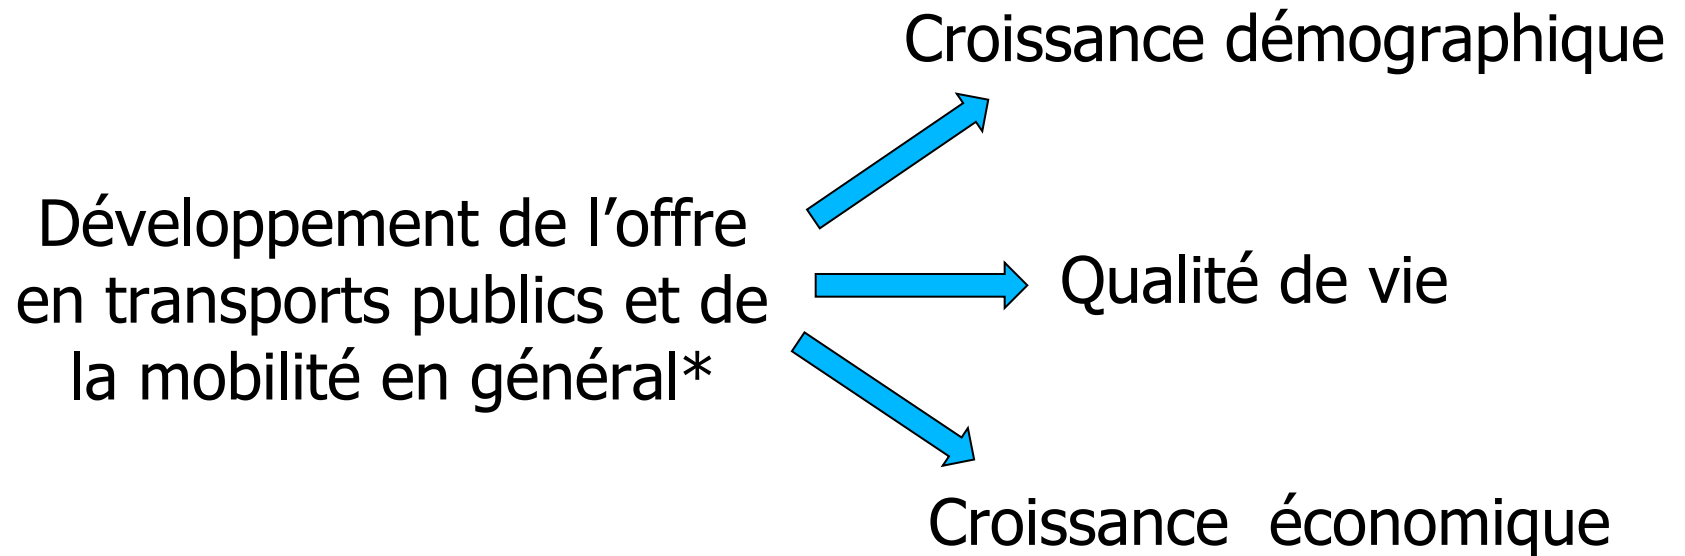 Croissance démographique
Développement de l’offre
en transports publics et de
la mobilité en général*
Qualité de vie
Croissance  économique